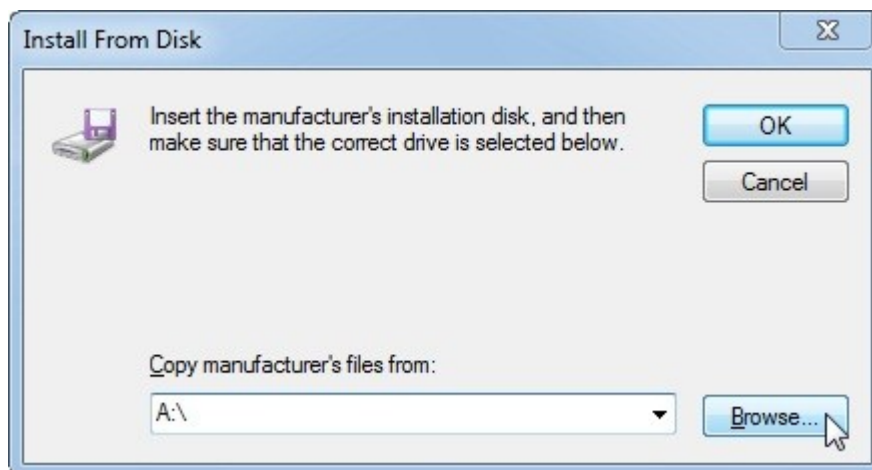 Install From Disk
Insert the manufacturer's installation disk, and then
make sure that the correct drive is selected below.
OK
Cancel
Copy manufacturer's files from:
A:\
Browse...